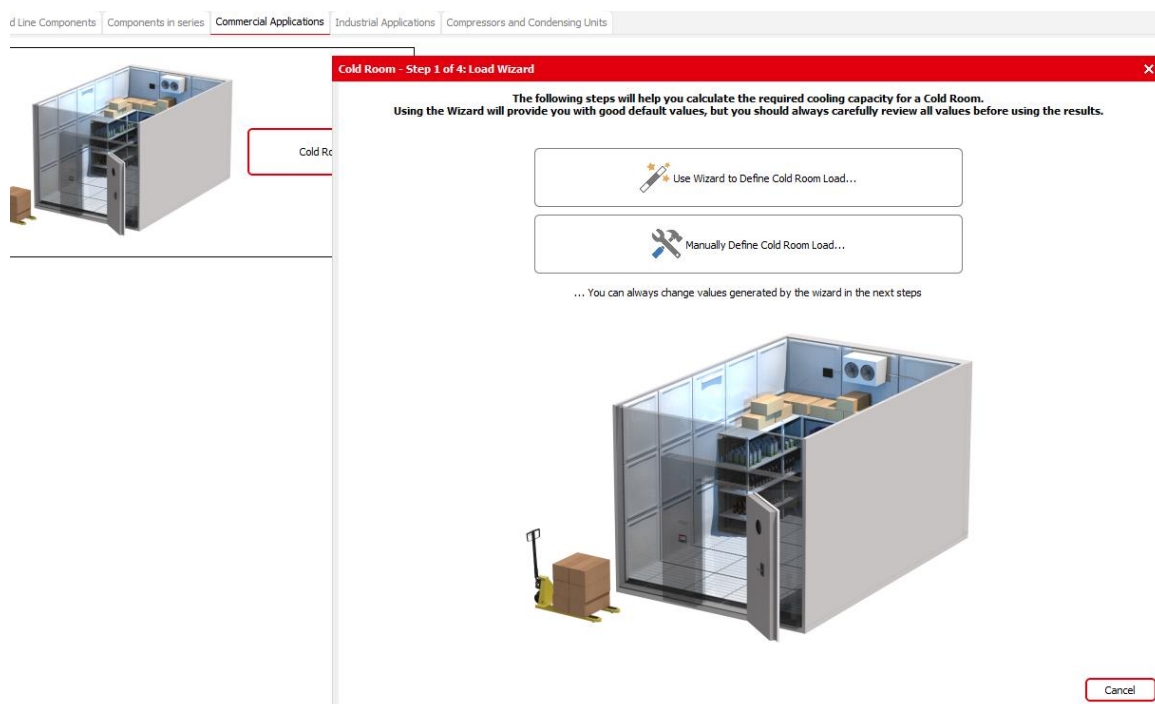 d Line Components Components in series Commercial Applications Industrial Applications Compressors and Condensing Units
Cold Room - Step 1 of 4: Load Wizard
The following steps will help you calculate the required cooling capacity for a Cold Room.
Using the Wizard will provide you with good default values, but you should always carefully review all values before using the results.
Cold Ro
Use Wizard to Define Cold Room Load...
Manually Define Cold Room Load...
... You can always change values generated by the wizard in the next steps
Cancel